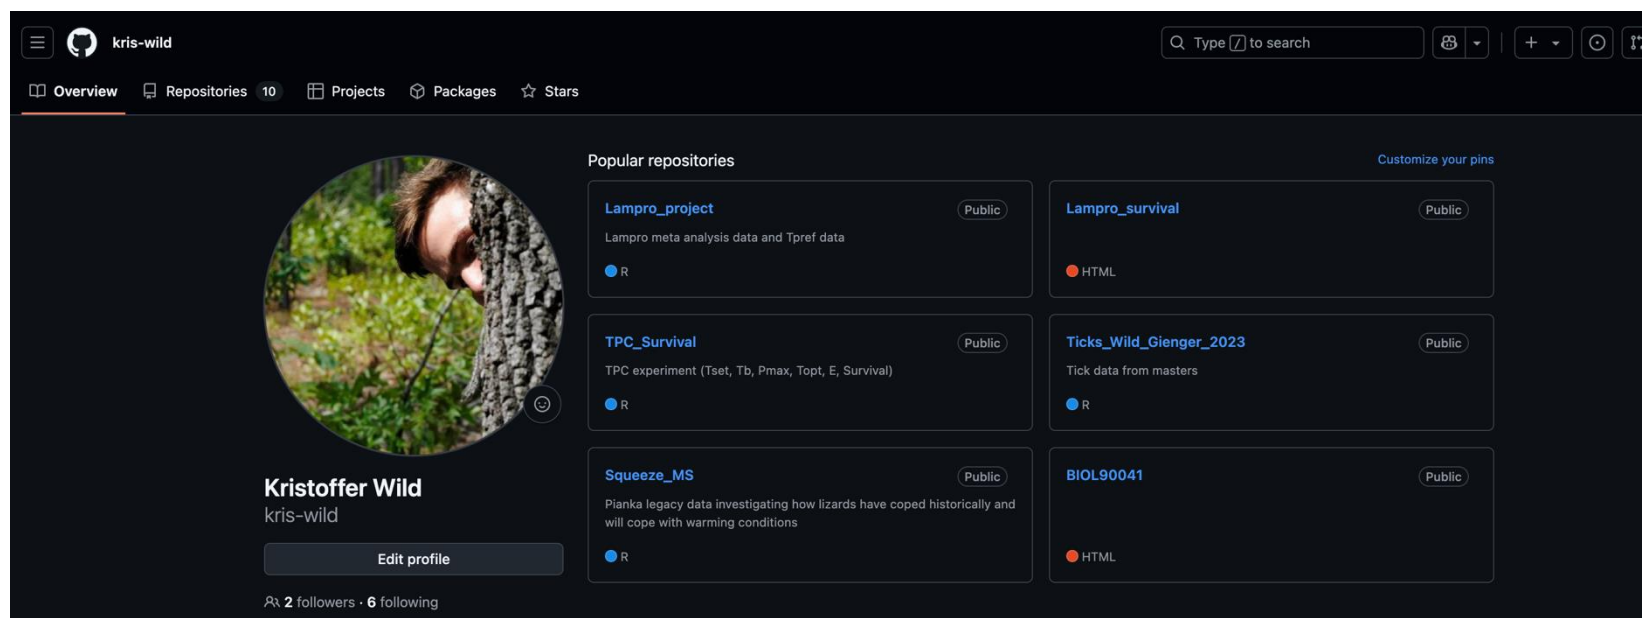 kris-wild
Type / to search
Overview
Repositories 10
Projects
Packages
Stars
Popular repositories
Customize your pins
Lampro_project
Public
Lampro meta analysis data and Tpref data
R
Lampro_survival
Public
HTML
TPC_Survival
Public
TPC experiment (Tset, Tb, Pmax, Topt, E, Survival)
R
Ticks_Wild_Gienger_2023
Public
Tick data from masters
R
Squeeze_MS
Public
Pianka legacy data investigating how lizards have coped historically and
will cope with warming conditions
R
BIOL90041
Public
HTML
Kristoffer Wild
kris-wild
Edit profile
2 followers · 6 following